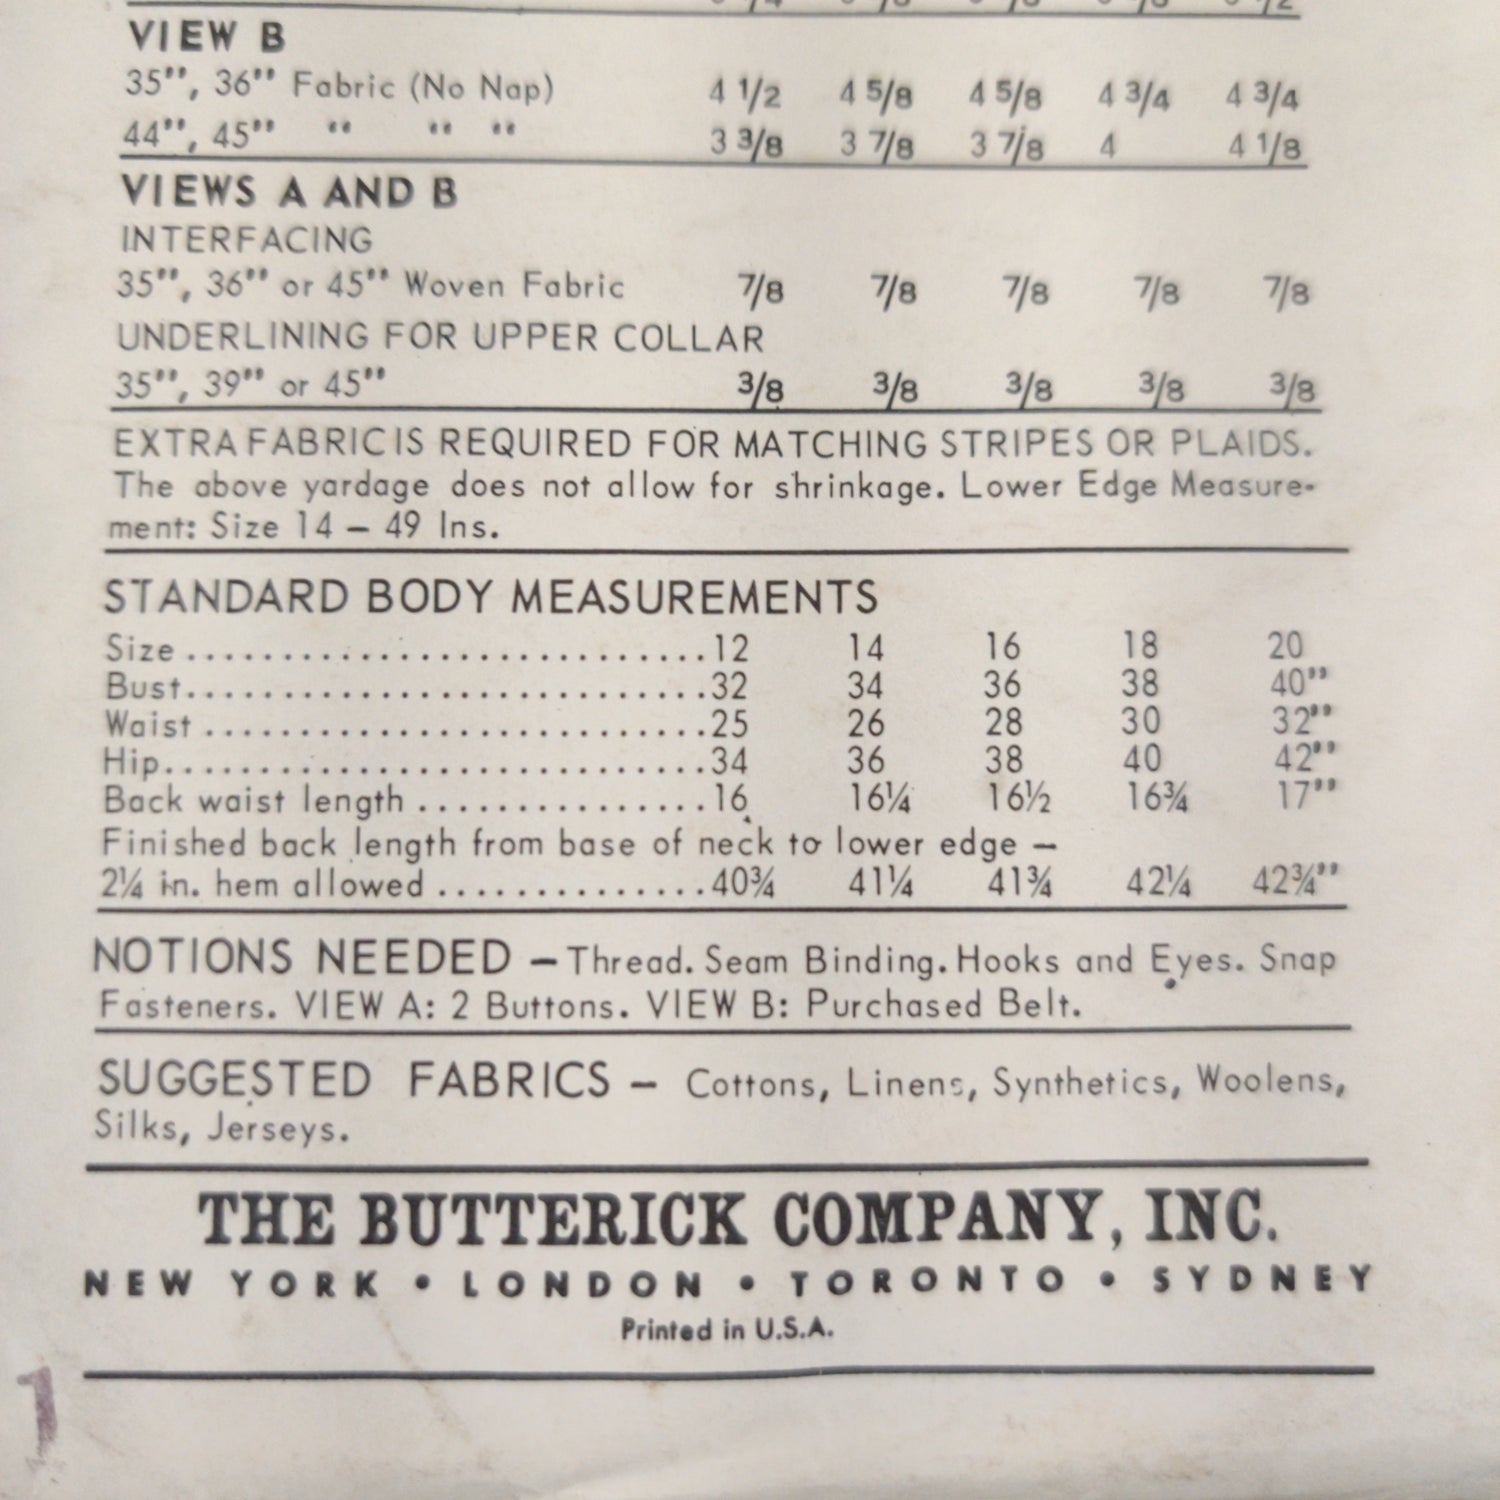 VIEW B
35", 36" Fabric (No Nap) 4 1/2 4 5/8 4 5/8 4 3/4 4 3/4
44", 45" " " " 3 3/8 3 7/8 3 7/8 4 4 1/8
VIEWS A AND B
INTERFACING
35", 36" or 45" Woven Fabric 7/8 7/8 7/8 7/8 7/8
UNDERLINING FOR UPPER COLLAR
35", 39" or 45" 3/8 3/8 3/8 3/8 3/8
EXTRA FABRIC IS REQUIRED FOR MATCHING STRIPES OR PLAIDS.
The above yardage does not allow for shrinkage. Lower Edge Measure-
ment: Size 14 – 49 Ins.
STANDARD BODY MEASUREMENTS
Size ............................12 14 16 18 20
Bust............................32 34 36 38 40"
Waist ...........................25 26 28 30 32"
Hip.............................34 36 38 40 42"
Back waist length ................16 16¼ 16½ 16¾ 17"
Finished back length from base of neck to lower edge —
2¼ in. hem allowed ...............40¾ 41¼ 41¾ 42¼ 42¾"
NOTIONS NEEDED — Thread. Seam Binding. Hooks and Eyes. Snap
Fasteners. VIEW A: 2 Buttons. VIEW B: Purchased Belt.
SUGGESTED FABRICS — Cottons, Linens, Synthetics, Woolens,
Silks, Jerseys.
THE BUTTERICK COMPANY, INC.
NEW YORK • LONDON • TORONTO • SYDNEY
Printed in U.S.A.
1